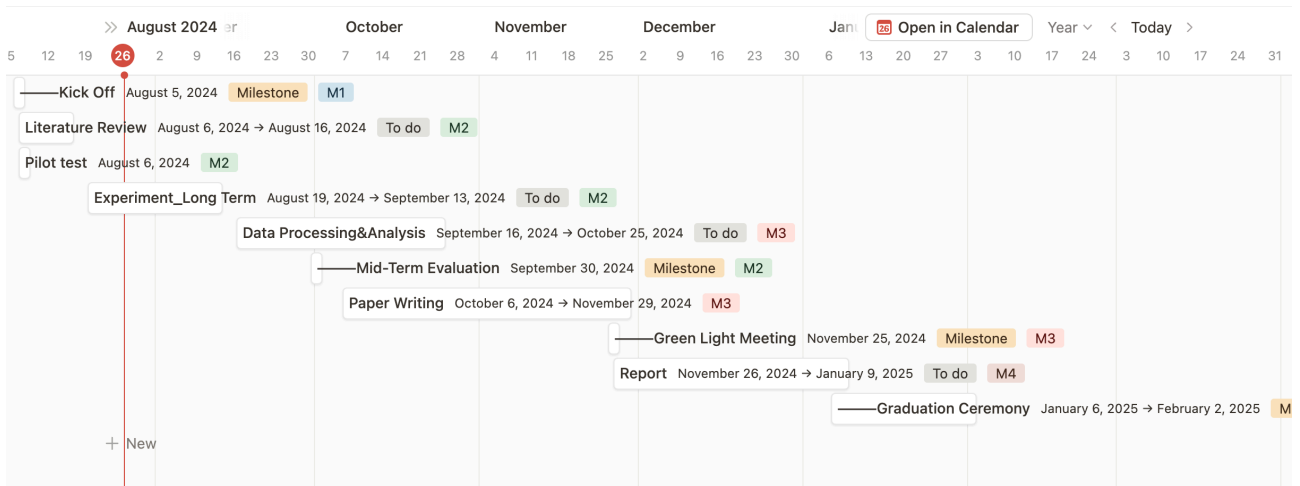 August 2024 er October November December Janu 26 Open in Calendar Year Today
5 12 19 26 2 9 16 23 30 7 14 21 28 4 11 18 25 2 9 16 23 30 6 13 20 27 3 10 17 24 3 10 17 24 31
Kick Off August 5, 2024 Milestone M1
Literature Review August 6, 2024 → August 16, 2024 To do M2
Pilot test August 6, 2024 M2
Experiment_Long Term August 19, 2024 → September 13, 2024 To do M2
Data Processing&Analysis September 16, 2024 → October 25, 2024 To do M3
Mid-Term Evaluation September 30, 2024 Milestone M2
Paper Writing October 6, 2024 → November 29, 2024 M3
Green Light Meeting November 25, 2024 Milestone M3
Report November 26, 2024 → January 9, 2025 To do M4
Graduation Ceremony January 6, 2025 → February 2, 2025 M
+ New